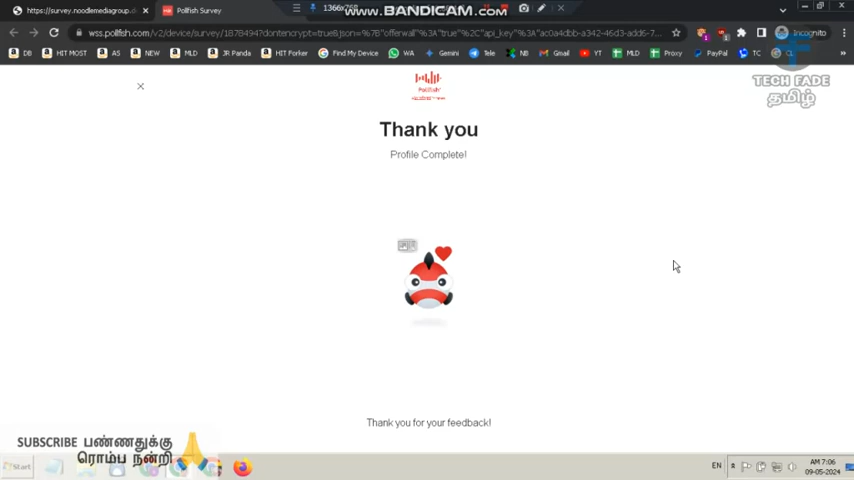 https://survey.noodlemediagroup.c
Pollfish Survey
1366x768
www.BANDICAM.com
wss.pollfish.com/v2/device/survey/1878494?dontencrypt=true&json=%7B"offerwall"%3A"true"%2C"api_key"%3A"ac0a4dbb-a342-46d3-add6-7...
Incognito
DB
HIT MOST
AS
NEW
MLD
JR Panda
HIT Porker
Find My Device
WA
Gemini
Tele
NB
Gmail
YT
MLD
Proxy
PayPal
TC
CL
TECH FADE
தமிழ்
Pollfish
Thank you
Profile Complete!
Thank you for your feedback!
SUBSCRIBE பண்ணதுக்கு
ரொம்ப நன்றி
Start
EN
AM 7:06
09-05-2024